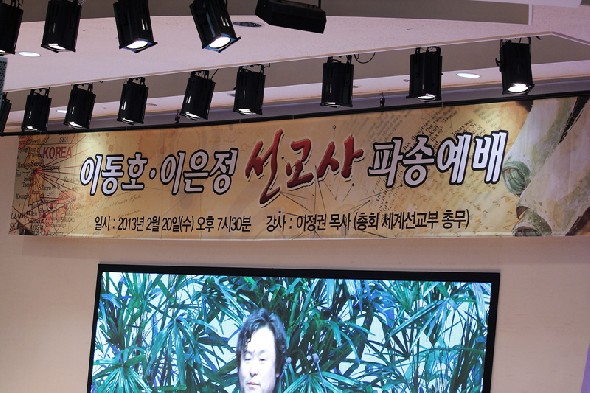 KOREA
이동호·이은정 선교사 파송예배
일시 : 2013년 2월 20일(수) 오후 7시30분 강사 : 이정권 목사 (총회 세계선교부 총무)